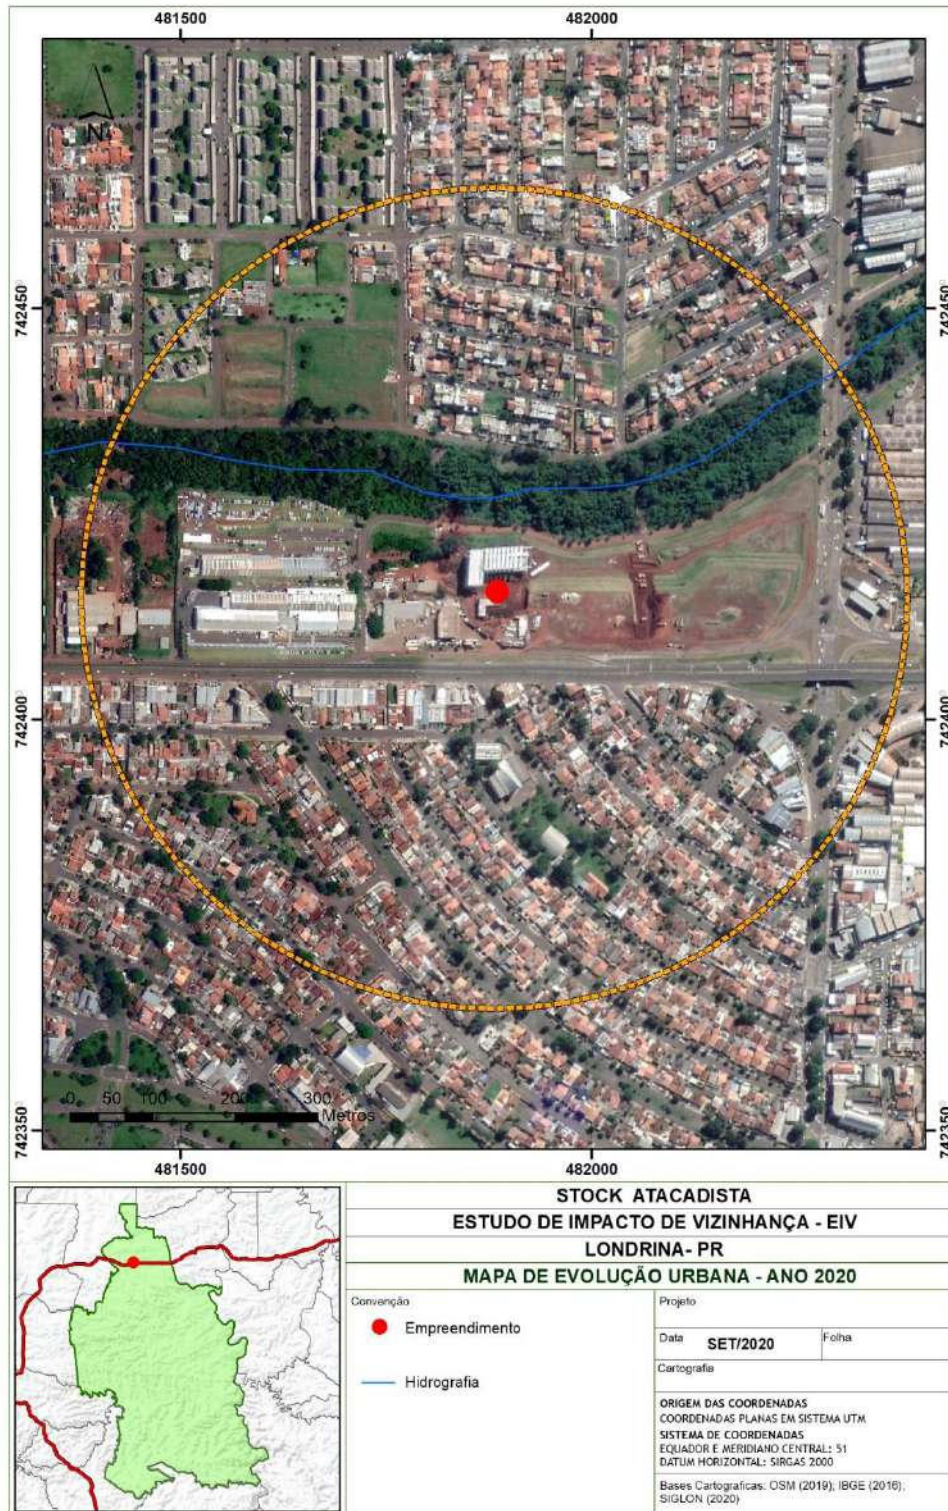 481500 482000
N
742450 742450
742400 742400
742350 742350
0 50 100 200 300
Metros
481500 482000
STOCK ATACADISTA
ESTUDO DE IMPACTO DE VIZINHANÇA - EIV
LONDRINA- PR
MAPA DE EVOLUÇÃO URBANA - ANO 2020
Convenção
Empreendimento
Hidrografia
Projeto
Data SET/2020 Folha
Cartografia
ORIGEM DAS COORDENADAS
COORDENADAS PLANAS EM SISTEMA UTM
SISTEMA DE COORDENADAS
EQUADOR E MERIDIANO CENTRAL: 51
DATUM HORIZONTAL: SIRGAS 2000
Bases Cartograficas: OSM (2019); IBGE (2016);
SIGLON (2020)